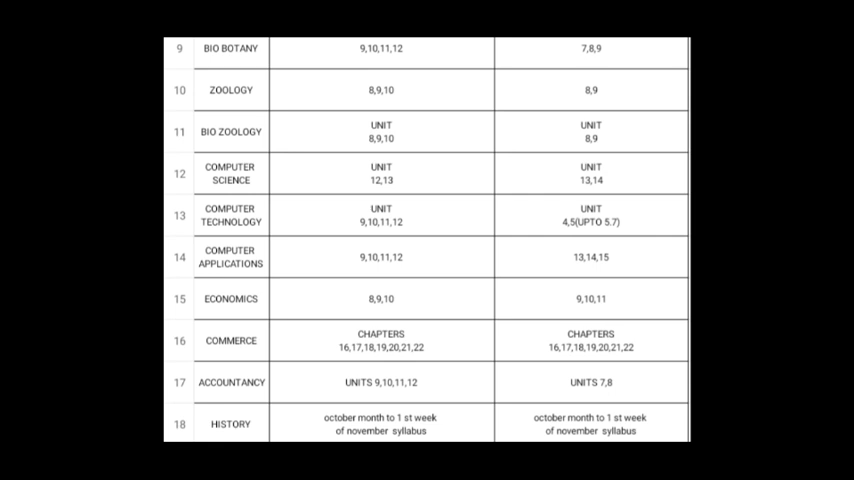 9 BIO BOTANY 9,10,11,12 7,8,9
10 ZOOLOGY 8,9,10 8,9
11 BIO ZOOLOGY UNIT 8,9,10 UNIT 8,9
12 COMPUTER SCIENCE UNIT 12,13 UNIT 13,14
13 COMPUTER TECHNOLOGY UNIT 9,10,11,12 UNIT 4,5(UPTO 5.7)
14 COMPUTER APPLICATIONS 9,10,11,12 13,14,15
15 ECONOMICS 8,9,10 9,10,11
16 COMMERCE CHAPTERS 16,17,18,19,20,21,22 CHAPTERS 16,17,18,19,20,21,22
17 ACCOUNTANCY UNITS 9,10,11,12 UNITS 7,8
18 HISTORY october month to 1 st week of november syllabus october month to 1 st week of november syllabus